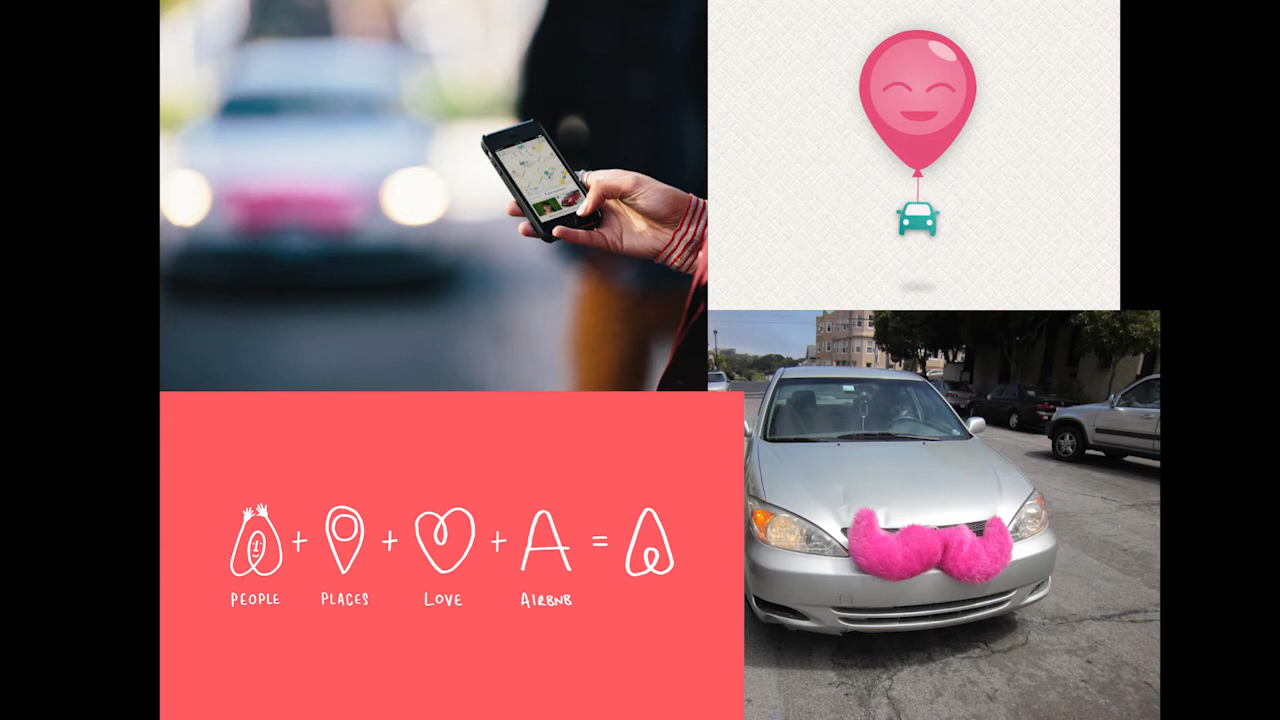 PEOPLE + PLACES + LOVE + AIRBNB =